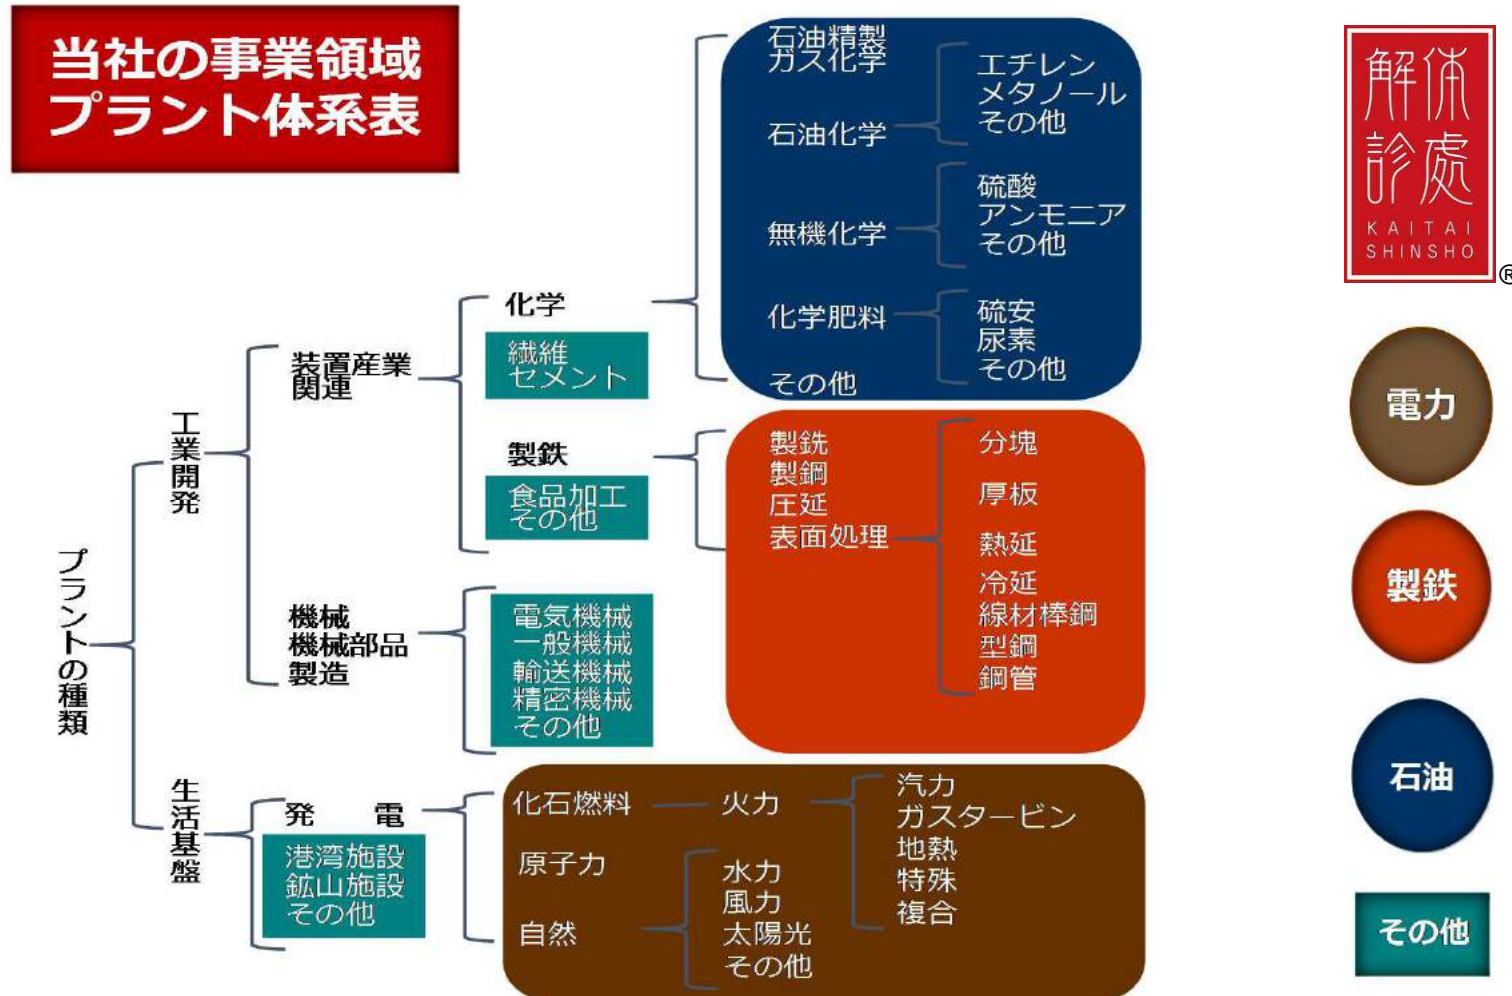 当社の事業領域
プラント体系表
プラントの種類
工業開発
装置産業
関連
化学
繊維
セメント
石油精製
ガス化学
石油化学
エチレン
メタノール
その他
無機化学
硫酸
アンモニア
その他
化学肥料
硫安
尿素
その他
その他
製鉄
食品加工
その他
製銑
製鋼
圧延
表面処理
分塊
厚板
熱延
冷延
線材棒鋼
型鋼
鋼管
機械
機械部品
製造
電気機械
一般機械
輸送機械
精密機械
その他
生活基盤
発 電
港湾施設
鉱山施設
その他
化石燃料
火力
汽力
ガスタービン
地熱
特殊
複合
原子力
自然
水力
風力
太陽光
その他
解体
診處
KAITAI
SHINSHO
®
電力
製鉄
石油
その他